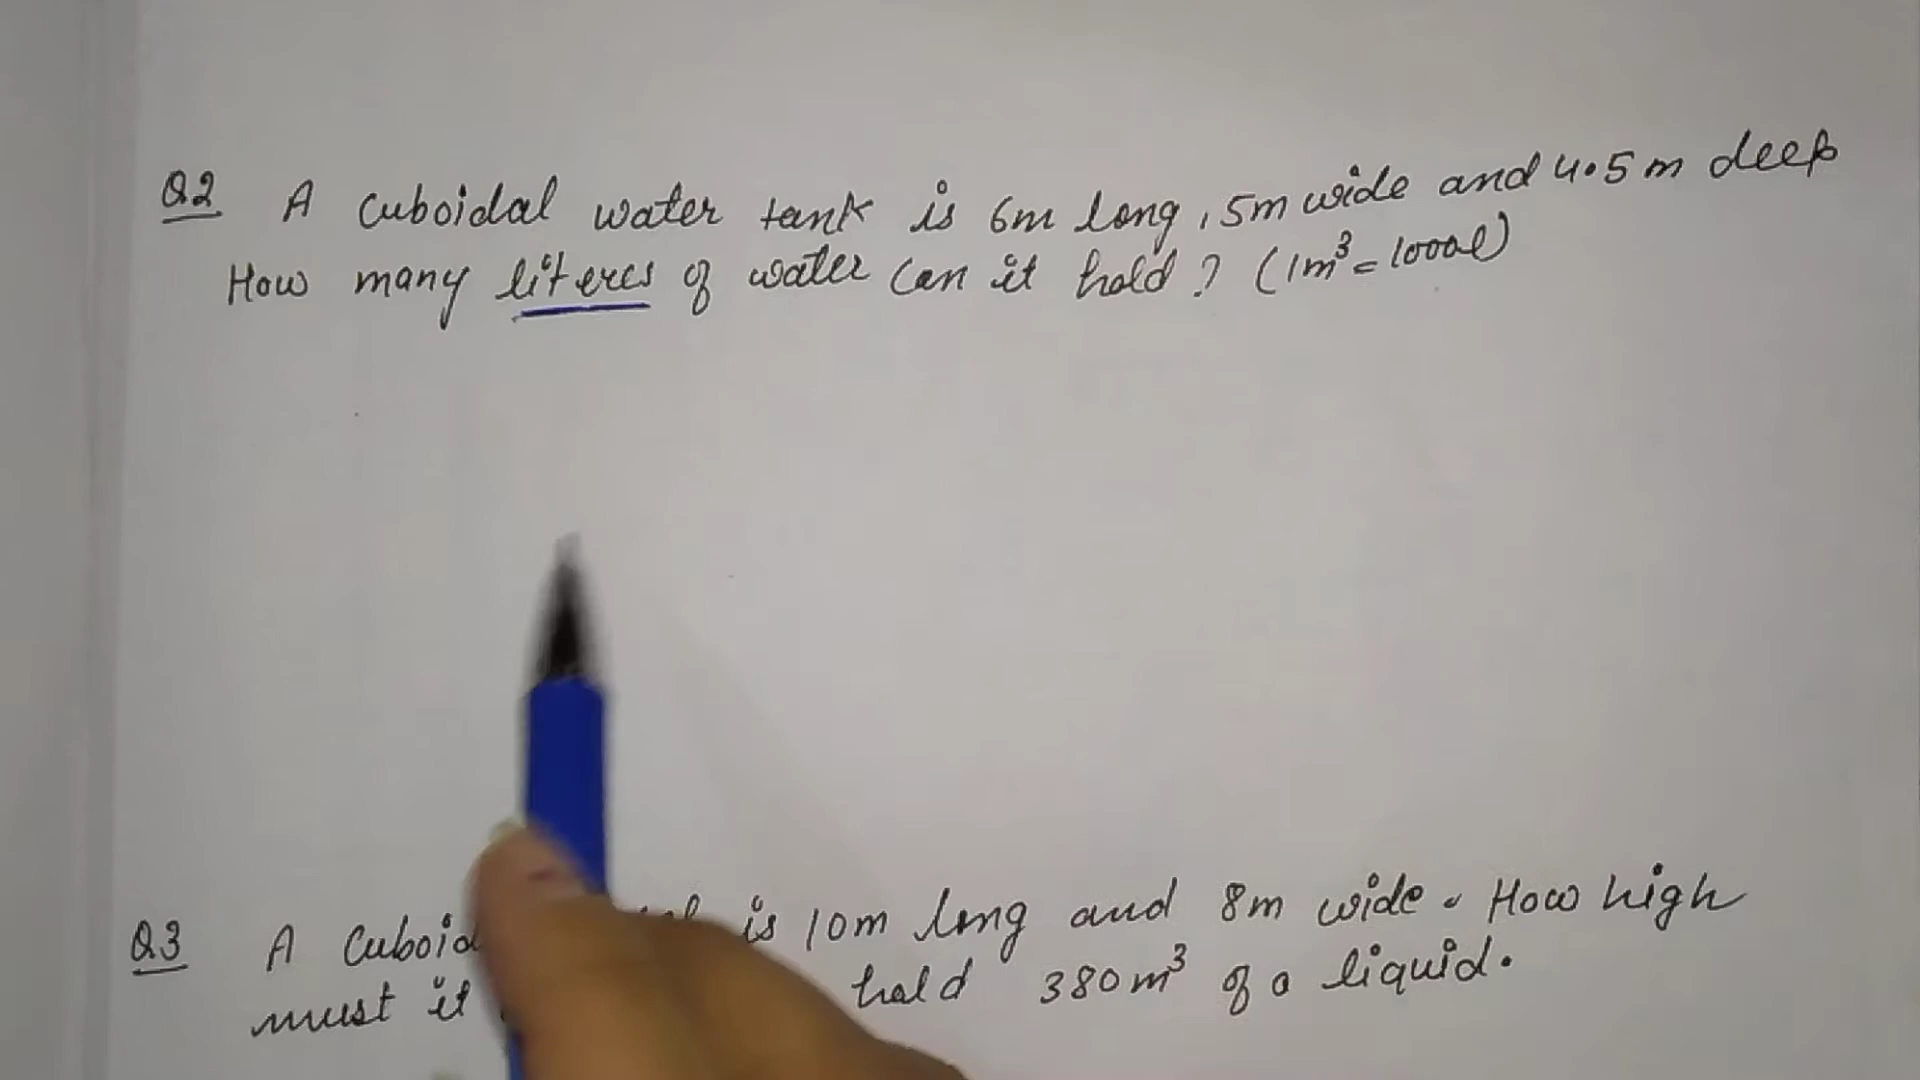 Q2 A cuboidal water tank is 6m long, 5m wide and 4.5m deep
How many literes of water can it hold? (1m³ = 1000l)
Q3 A Cuboid is 10m long and 8m wide. How high
must it hold 380m³ of a liquid.